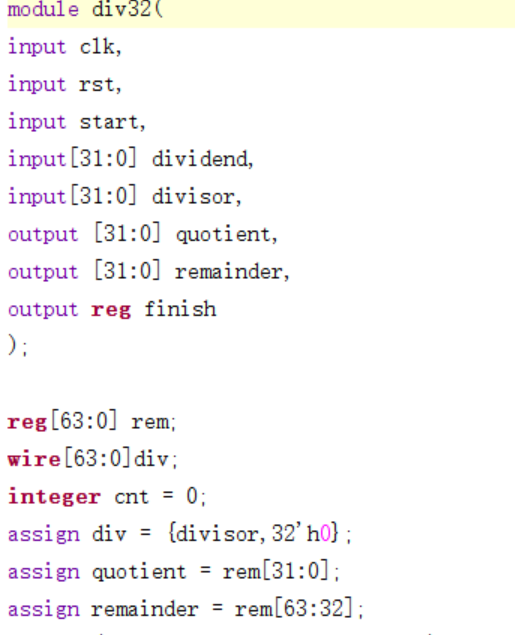 module div32(
input clk,
input rst,
input start,
input[31:0] dividend,
input[31:0] divisor,
output [31:0] quotient,
output [31:0] remainder,
output reg finish
);
reg[63:0] rem;
wire[63:0]div;
integer cnt = 0;
assign div = {divisor,32'h0};
assign quotient = rem[31:0];
assign remainder = rem[63:32];